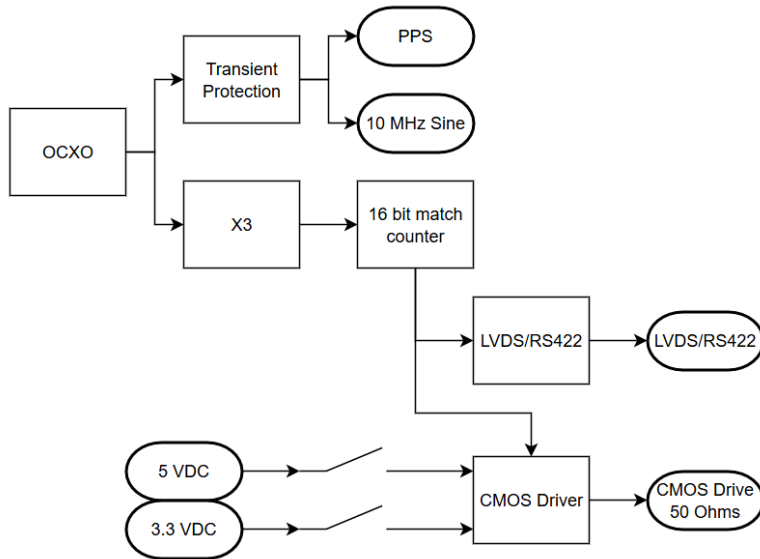 PPS
Transient
Protection
10 MHz Sine
OCXO
X3
16 bit match
counter
LVDS/RS422
LVDS/RS422
5 VDC
3.3 VDC
CMOS Driver
CMOS Drive
50 Ohms